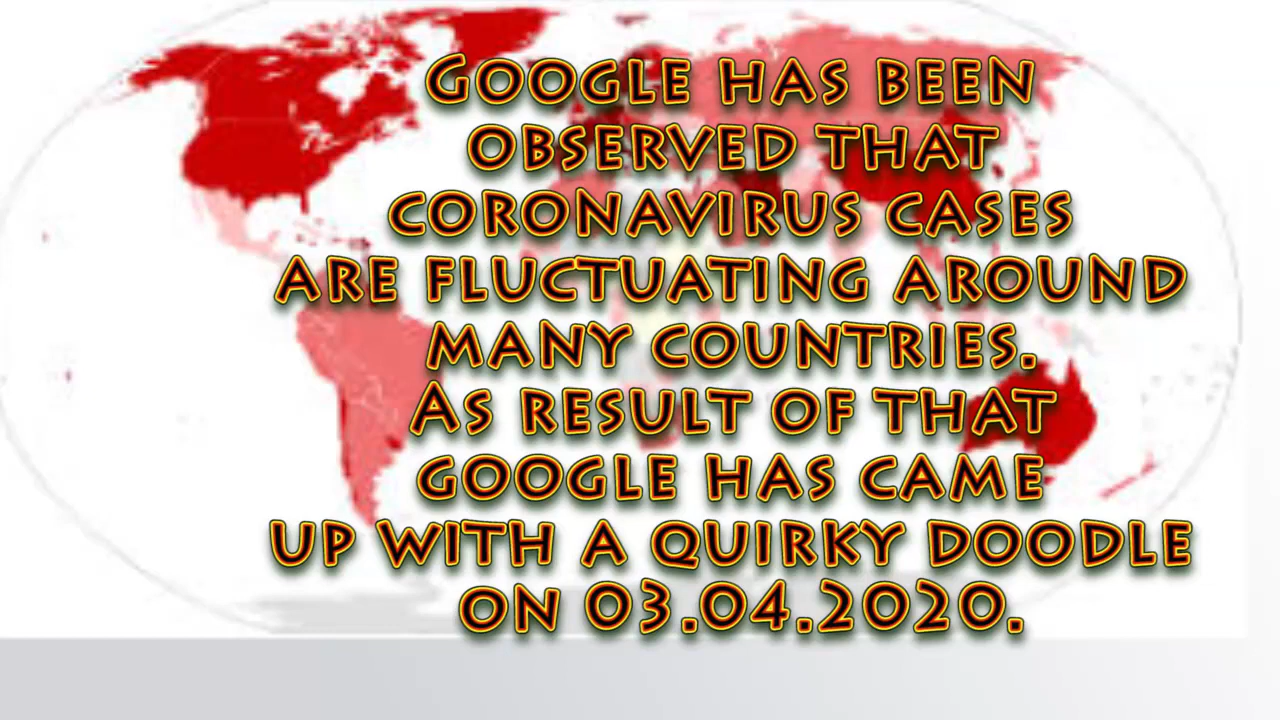 Google has been
observed that
coronavirus cases
are fluctuating around
many countries.
As result of that
google has came
up with a quirky doodle
on 03.04.2020.